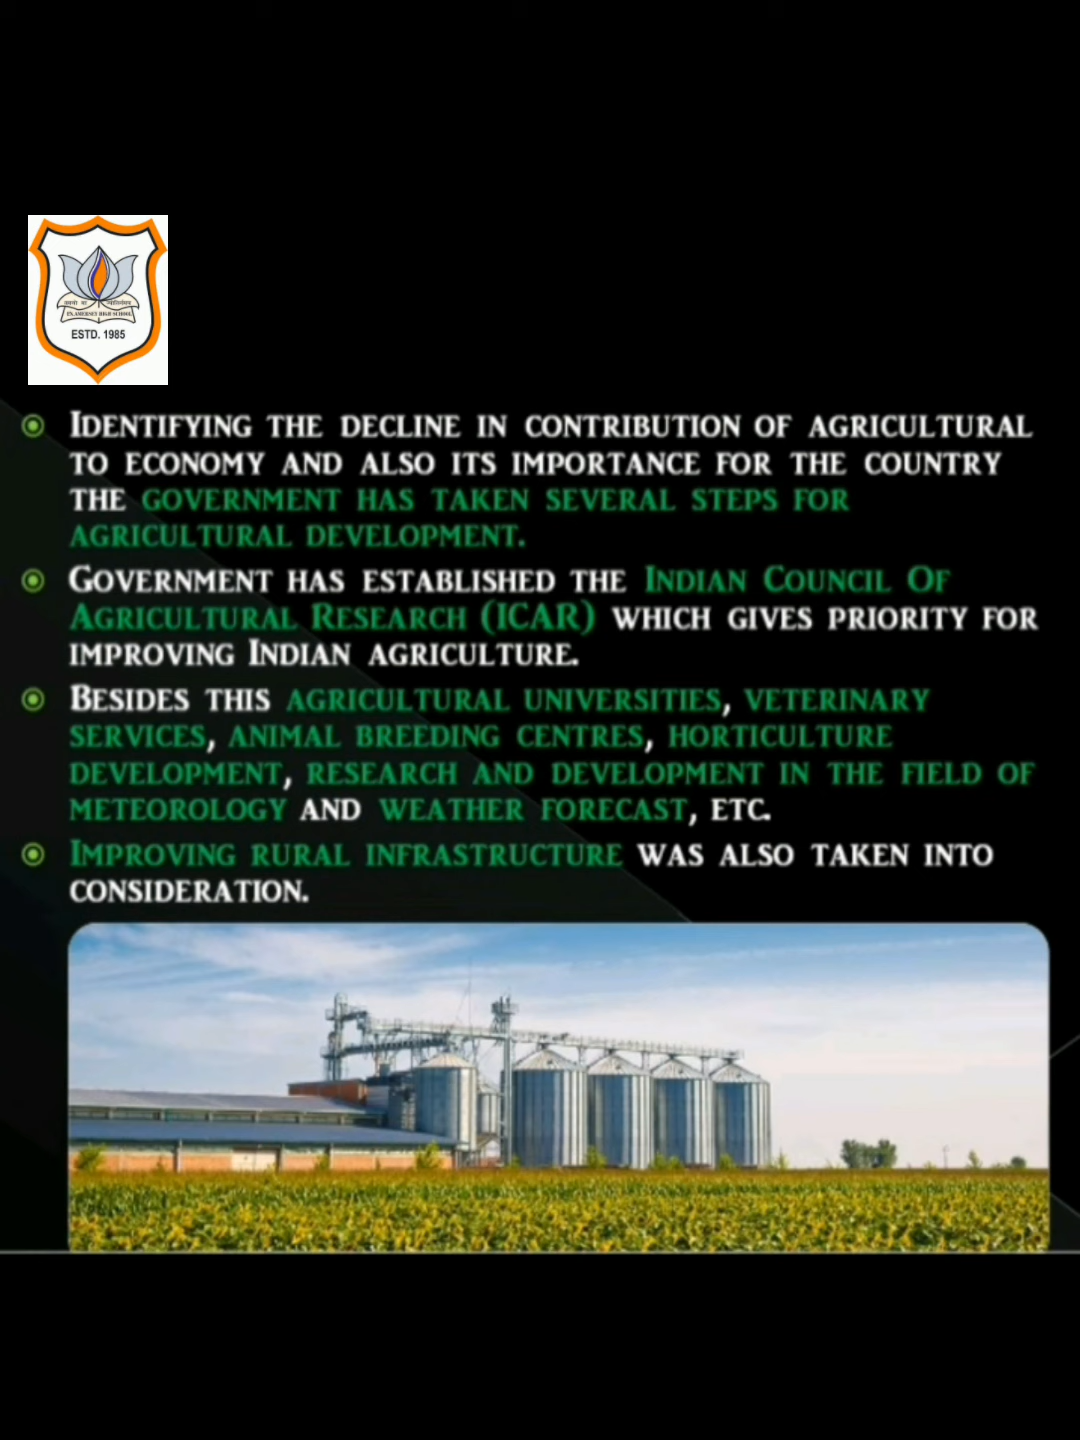 ESTD. 1985
IDENTIFYING THE DECLINE IN CONTRIBUTION OF AGRICULTURAL
TO ECONOMY AND ALSO ITS IMPORTANCE FOR THE COUNTRY
THE GOVERNMENT HAS TAKEN SEVERAL STEPS FOR
AGRICULTURAL DEVELOPMENT.
GOVERNMENT HAS ESTABLISHED THE INDIAN COUNCIL OF
AGRICULTURAL RESEARCH (ICAR) WHICH GIVES PRIORITY FOR
IMPROVING INDIAN AGRICULTURE.
BESIDES THIS AGRICULTURAL UNIVERSITIES, VETERINARY
SERVICES, ANIMAL BREEDING CENTRES, HORTICULTURE
DEVELOPMENT, RESEARCH AND DEVELOPMENT IN THE FIELD OF
METEOROLOGY AND WEATHER FORECAST, ETC.
IMPROVING RURAL INFRASTRUCTURE WAS ALSO TAKEN INTO
CONSIDERATION.